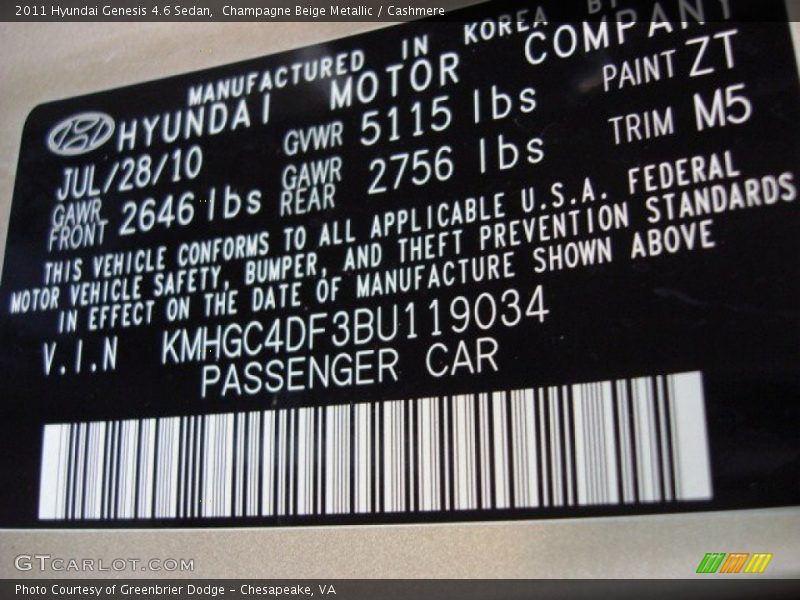 2011 Hyundai Genesis 4.6 Sedan,  Champagne Beige Metallic / Cashmere
MANUFACTURED IN KOREA BY
HYUNDAI MOTOR COMPANY
JUL/28/10 GVWR 5115 lbs PAINT ZT
GAWR FRONT 2646 lbs GAWR REAR 2756 lbs TRIM M5
THIS VEHICLE CONFORMS TO ALL APPLICABLE U.S.A. FEDERAL
MOTOR VEHICLE SAFETY, BUMPER, AND THEFT PREVENTION STANDARDS
IN EFFECT ON THE DATE OF MANUFACTURE SHOWN ABOVE
V.I.N KMHGC4DF3BU119034
PASSENGER CAR
GTCARLOT.COM
Photo Courtesy of Greenbrier Dodge - Chesapeake, VA